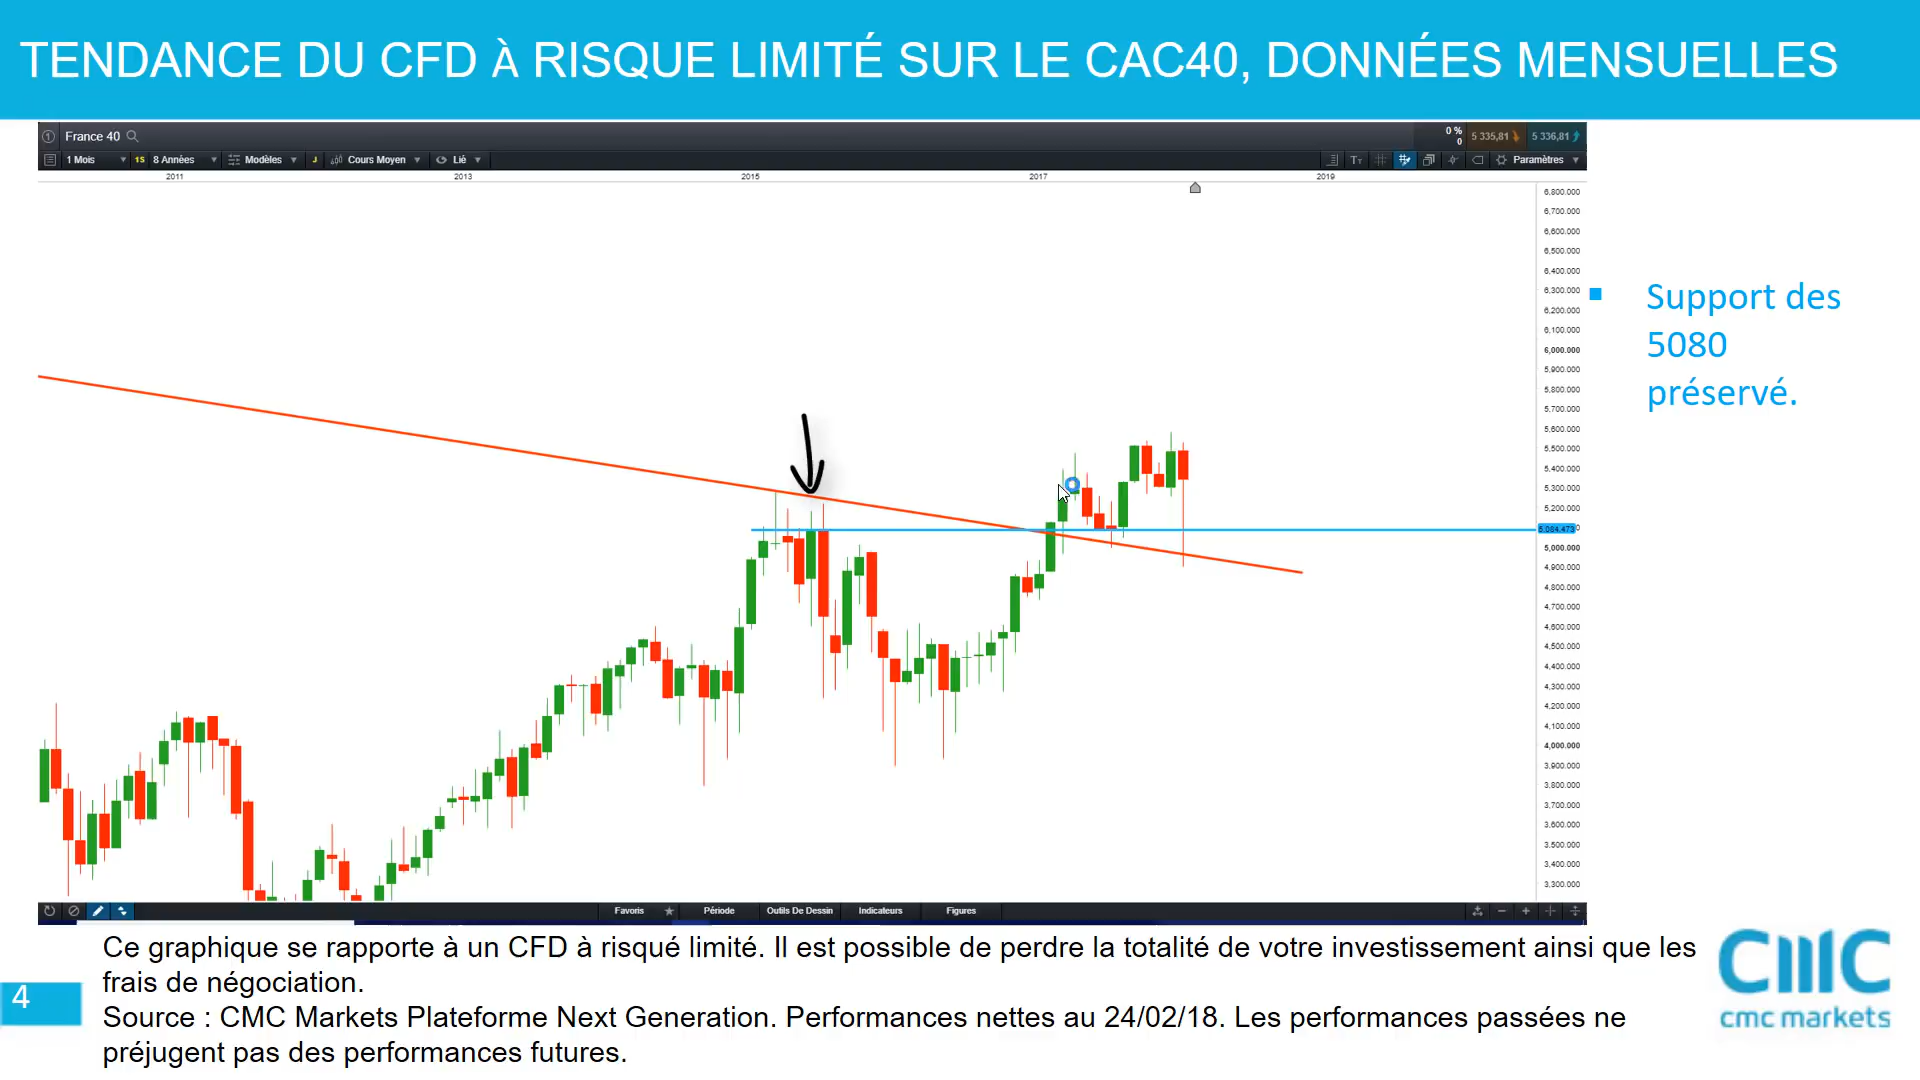 TENDANCE DU CFD À RISQUE LIMITÉ SUR LE CAC40, DONNÉES MENSUELLES
1 France 40
0 % 5 335,81 5 336,81
0
1 Mois 1S 8 Années Modèles J Cours Moyen Lié Paramètres
2011 2013 2015 2017 2019
6,800.000
6,700.000
6,600.000
6,500.000
6,400.000
6,300.000
6,200.000
6,100.000
6,000.000
5,900.000
5,800.000
5,700.000
5,600.000
5,500.000
5,400.000
5,300.000
5,200.000
5,084.473
5,000.000
4,900.000
4,800.000
4,700.000
4,600.000
4,500.000
4,400.000
4,300.000
4,200.000
4,100.000
4,000.000
3,900.000
3,800.000
3,700.000
3,600.000
3,500.000
3,400.000
3,300.000
Support des
5080
préservé.
Favoris Période Outils De Dessin Indicateurs Figures
Ce graphique se rapporte à un CFD à risqué limité. Il est possible de perdre la totalité de votre investissement ainsi que les
frais de négociation.
Source : CMC Markets Plateforme Next Generation. Performances nettes au 24/02/18. Les performances passées ne
préjugent pas des performances futures.
4
CMC
cmc markets